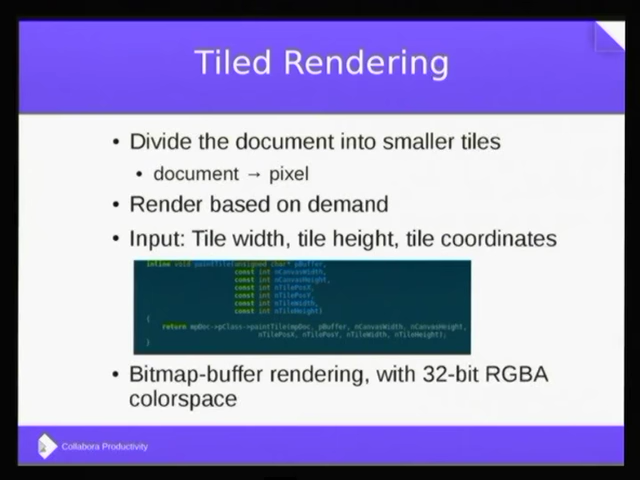 Tiled Rendering
• Divide the document into smaller tiles
• document → pixel
• Render based on demand
• Input: Tile width, tile height, tile coordinates
inline void paintTile(unsigned char* pBuffer,
const int nCanvasWidth,
const int nCanvasHeight,
const int nTilePosX,
const int nTilePosY,
const int nTileWidth,
const int nTileHeight)
{
return mpDoc->pClass->paintTile(mpDoc, pBuffer, nCanvasWidth, nCanvasHeight,
nTilePosX, nTilePosY, nTileWidth, nTileHeight);
}
• Bitmap-buffer rendering, with 32-bit RGBA
colorspace
Collabora Productivity